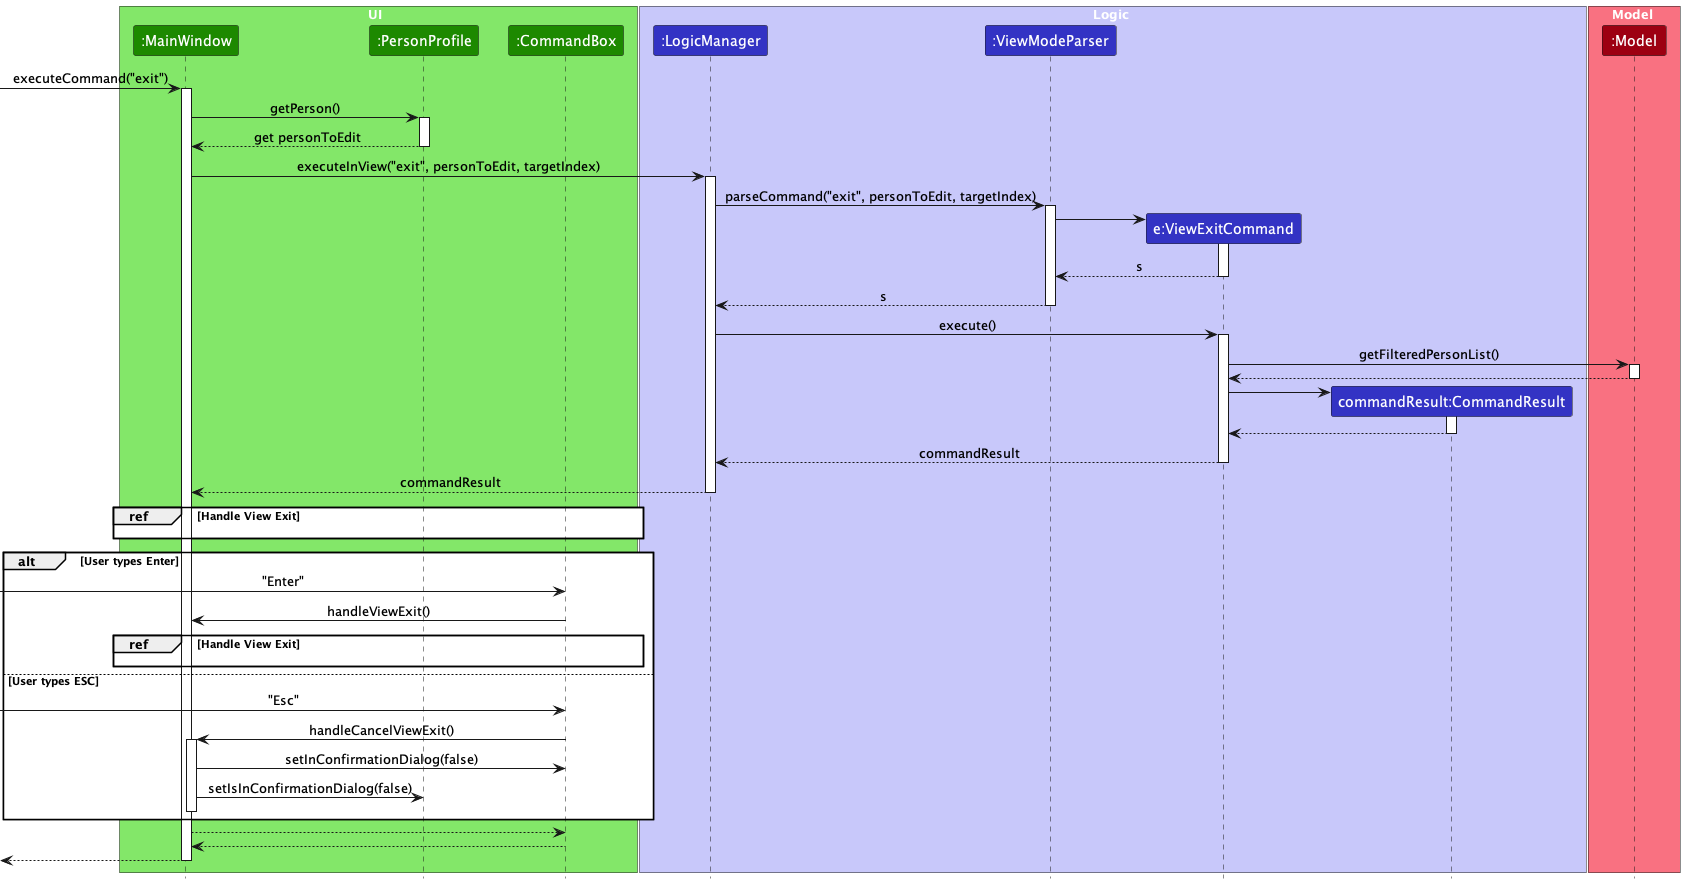 UI
Logic
Model
:MainWindow
:PersonProfile
:CommandBox
:LogicManager
:ViewModeParser
:Model
executeCommand("exit")
getPerson()
get personToEdit
executeInView("exit", personToEdit, targetIndex)
parseCommand("exit", personToEdit, targetIndex)
e:ViewExitCommand
s
s
execute()
getFilteredPersonList()
commandResult:CommandResult
commandResult
commandResult
ref
[Handle View Exit]
alt
[User types Enter]
"Enter"
handleViewExit()
ref
[Handle View Exit]
[User types ESC]
"Esc"
handleCancelViewExit()
setInConfirmationDialog(false)
setIsInConfirmationDialog(false)